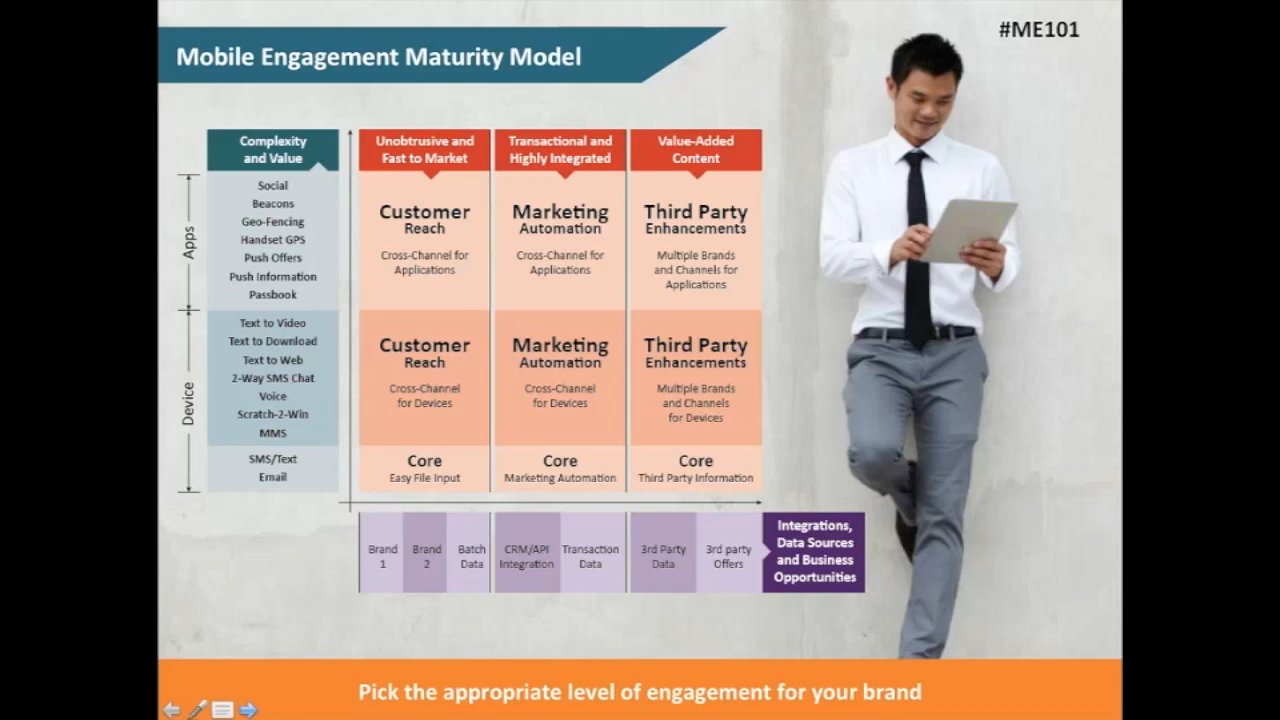 #ME101
Mobile Engagement Maturity Model
Complexity
and Value
Unobtrusive and
Fast to Market
Transactional and
Highly Integrated
Value-Added
Content
Apps
Social
Beacons
Geo-Fencing
Handset GPS
Push Offers
Push Information
Passbook
Customer
Reach
Cross-Channel for
Applications
Marketing
Automation
Cross-Channel for
Applications
Third Party
Enhancements
Multiple Brands
and Channels for
Applications
Device
Text to Video
Text to Download
Text to Web
2-Way SMS Chat
Voice
Scratch-2-Win
MMS
SMS/Text
Email
Customer
Reach
Cross-Channel
for Devices
Marketing
Automation
Cross-Channel
for Devices
Third Party
Enhancements
Multiple Brands
and Channels
for Devices
Core
Easy File Input
Core
Marketing Automation
Core
Third Party Information
Brand
1
Brand
2
Batch
Data
CRM/API
Integration
Transaction
Data
3rd Party
Data
3rd party
Offers
Integrations,
Data Sources
and Business
Opportunities
Pick the appropriate level of engagement for your brand